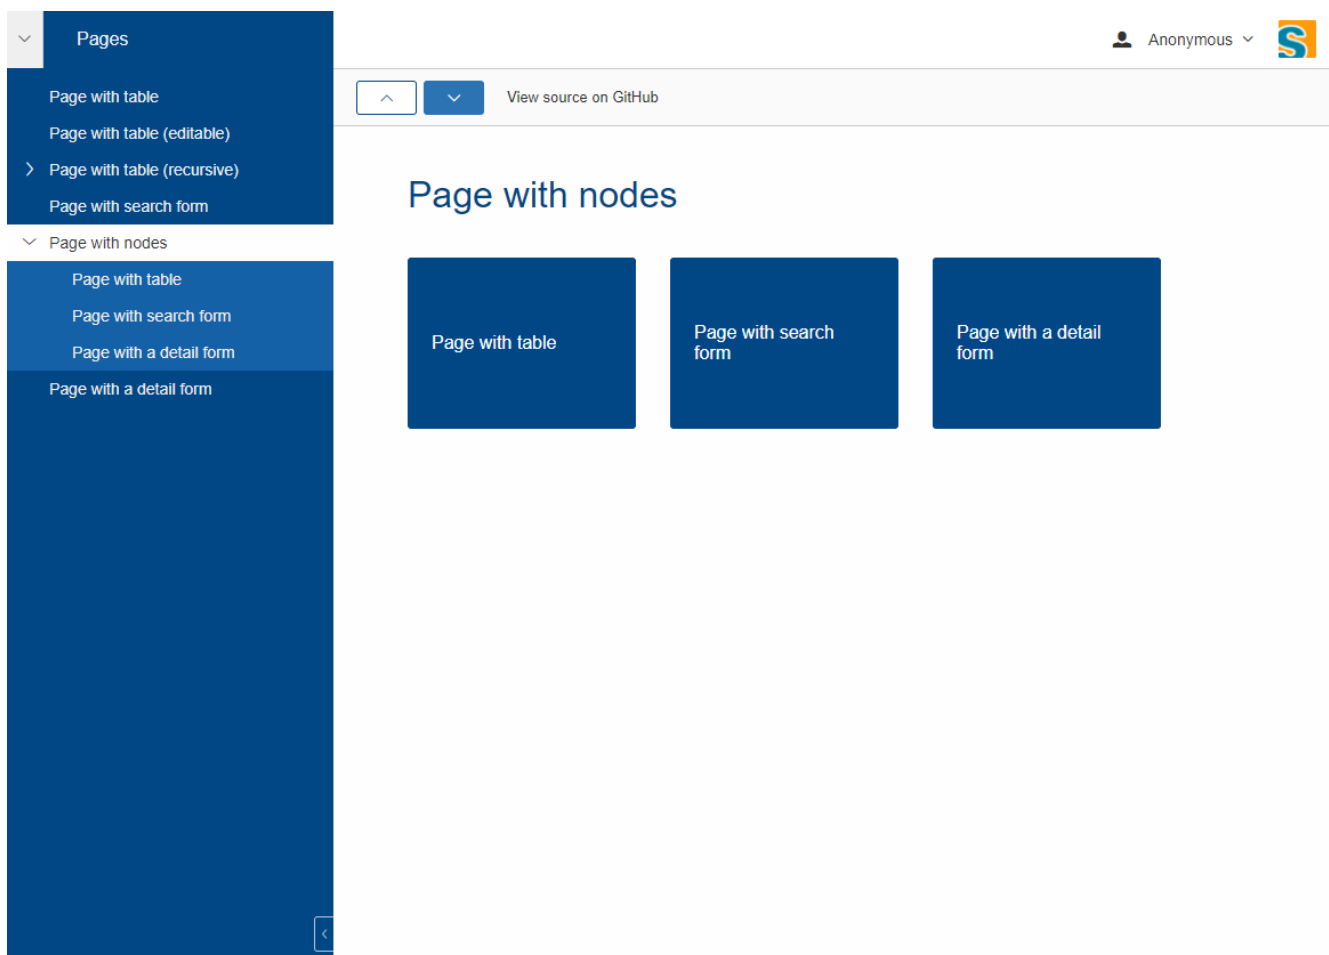 Pages
Anonymous
Page with table
Page with table (editable)
Page with table (recursive)
Page with search form
Page with nodes
Page with table
Page with search form
Page with a detail form
Page with a detail form
View source on GitHub
Page with nodes
Page with table
Page with search
form
Page with a detail
form